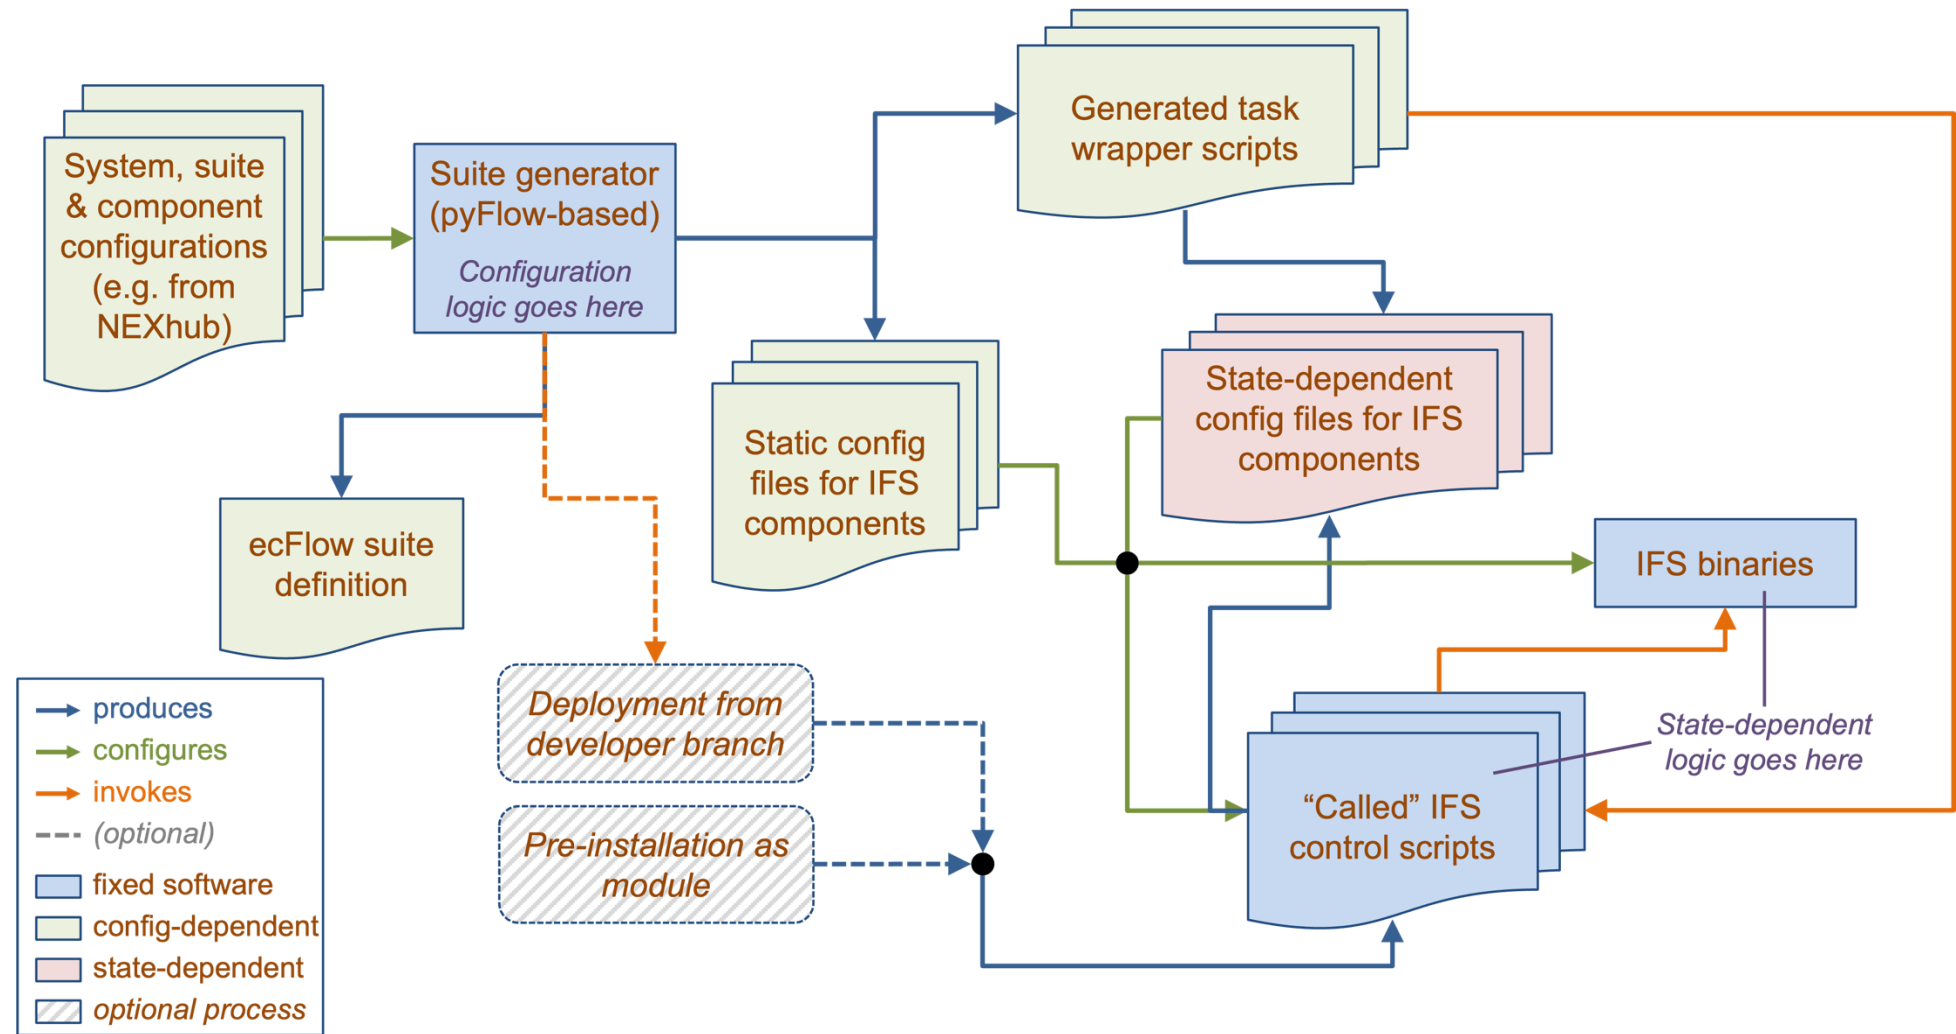 System, suite
& component
configurations
(e.g. from
NEXhub)
Suite generator
(pyFlow-based)
Configuration
logic goes here
Generated task
wrapper scripts
Static config
files for IFS
components
State-dependent
config files for IFS
components
ecFlow suite
definition
IFS binaries
Deployment from
developer branch
Pre-installation as
module
State-dependent
logic goes here
“Called” IFS
control scripts
produces
configures
invokes
(optional)
fixed software
config-dependent
state-dependent
optional process